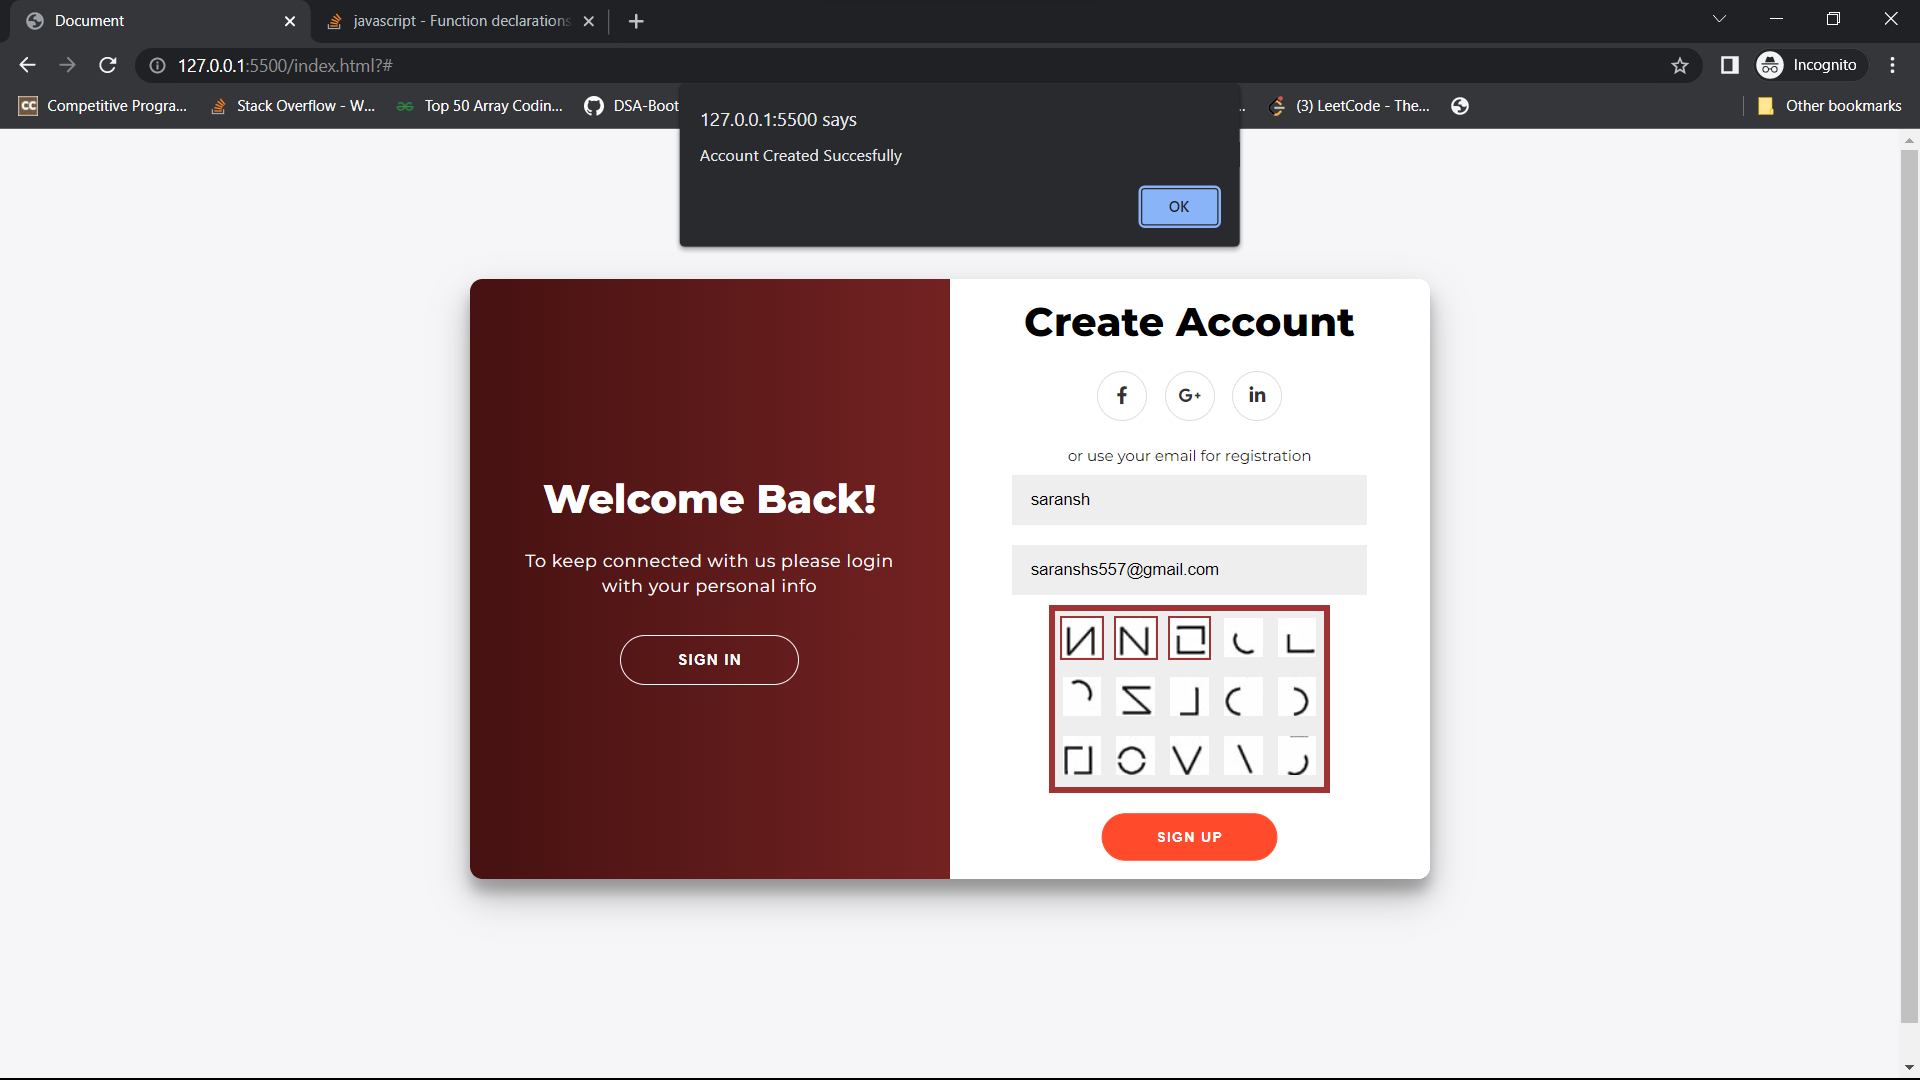 Document
javascript - Function declarations
127.0.0.1:5500/index.html?#
Incognito
CC Competitive Progra...
Stack Overflow - W...
Top 50 Array Codin...
DSA-Boot
(3) LeetCode - The...
Other bookmarks
127.0.0.1:5500 says
Account Created Succesfully
OK
Welcome Back!
To keep connected with us please login
with your personal info
SIGN IN
Create Account
f G+ in
or use your email for registration
saransh
saranshs557@gmail.com
SIGN UP